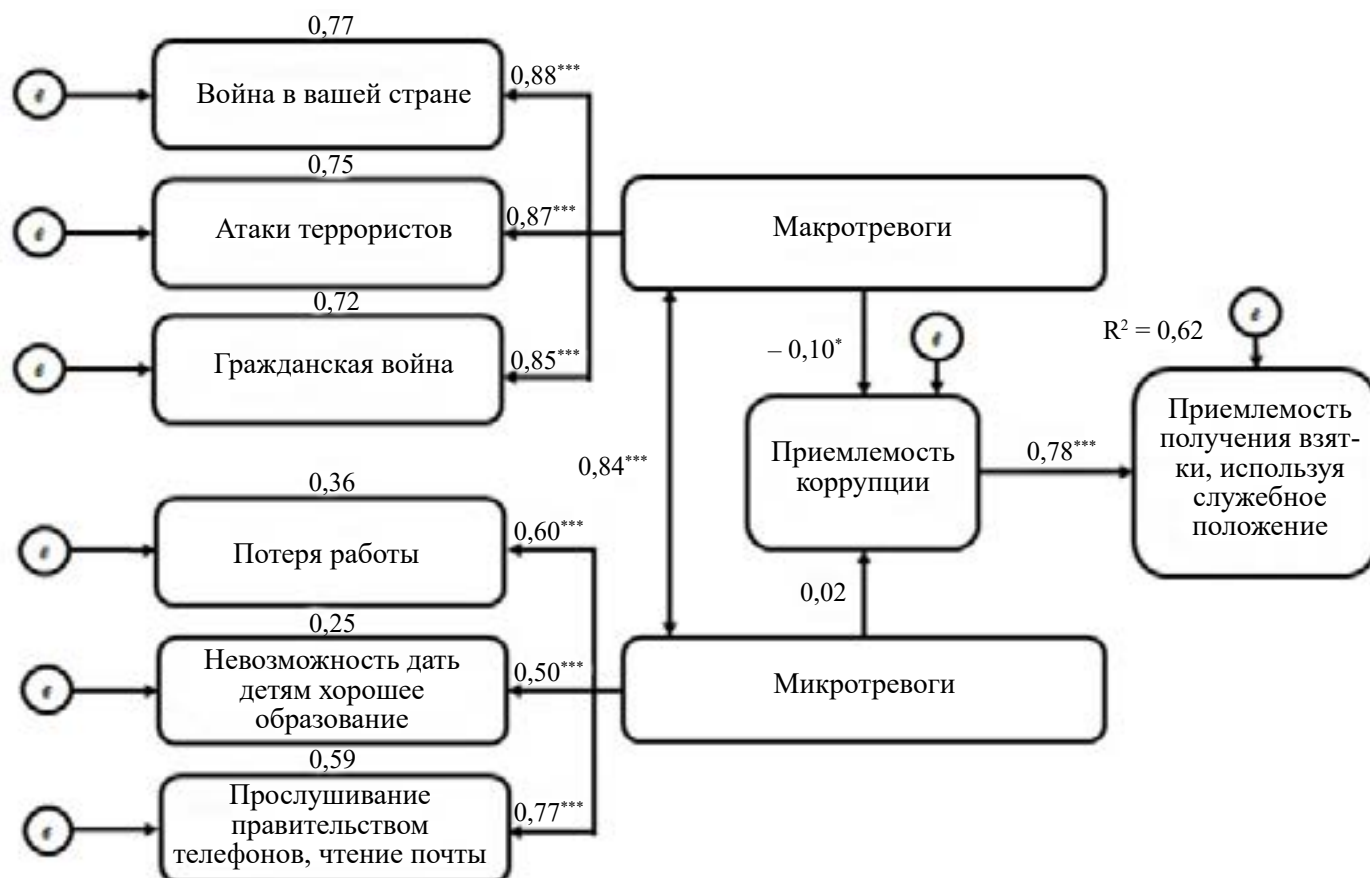 0,77
Война в вашей стране
0,88***
0,75
Атаки террористов
0,87***
0,72
Гражданская война
0,85***
Макротревоги
– 0,10*
R² = 0,62
0,84***
Приемлемость
коррупции
0,78***
Приемлемость
получения взят-
ки, используя
служебное
положение
0,02
0,36
Потеря работы
0,60***
0,25
Невозможность дать
детям хорошее
образование
0,50***
Микротревоги
0,59
Прослушивание
правительством
телефонов, чтение почты
0,77***